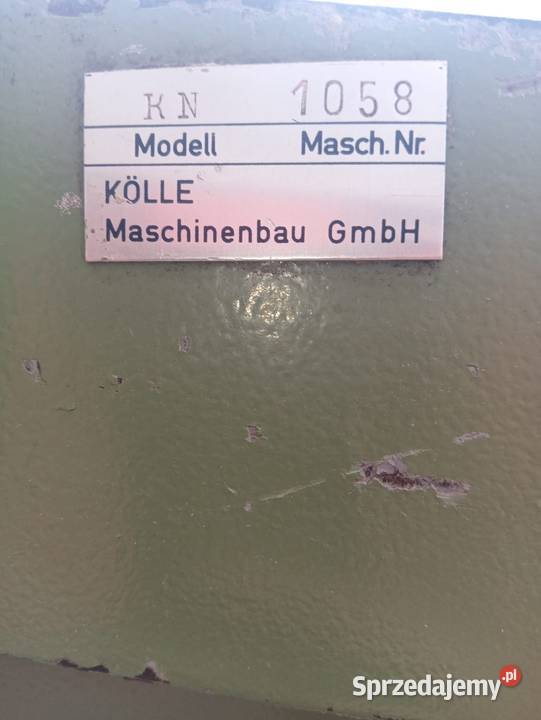 KN 1058
Modell Masch. Nr.
KÖLLE
Maschinenbau GmbH
Sprzedajemy.pl